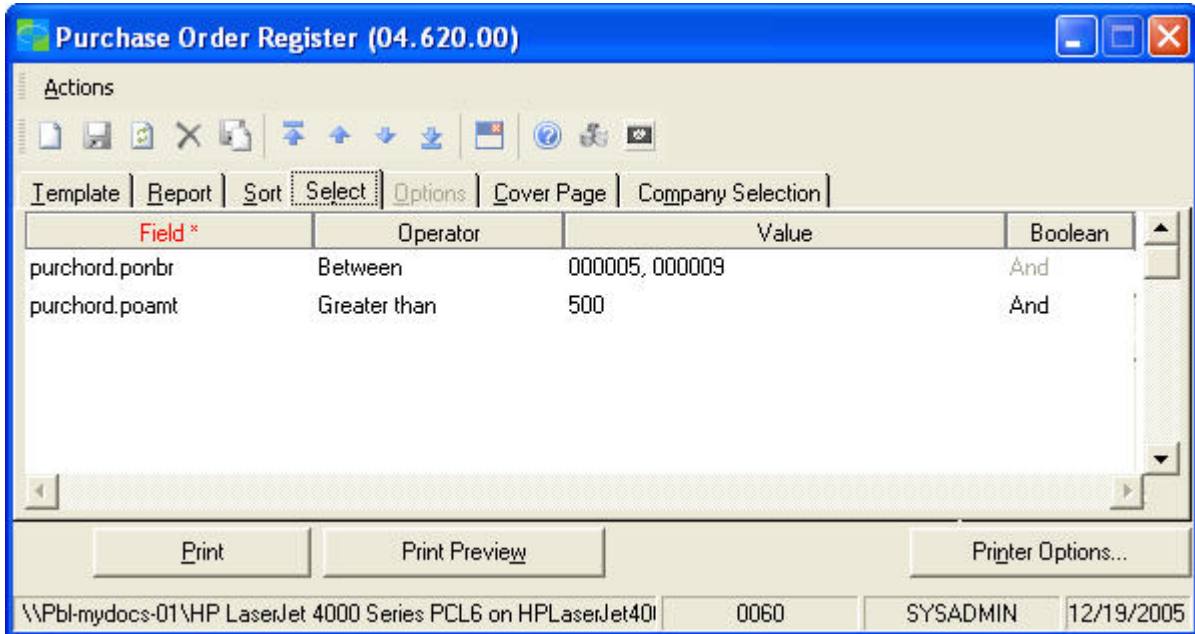 Purchase Order Register (04.620.00)
Actions
Template Report Sort Select Options Cover Page Company Selection
Field * Operator Value Boolean
purchord.ponbr Between 000005, 000009 And
purchord.poamt Greater than 500 And
Print Print Preview Printer Options...
\\Pbl-mydocs-01\HP LaserJet 4000 Series PCL6 on HPLaserJet40 0060 SYSADMIN 12/19/2005